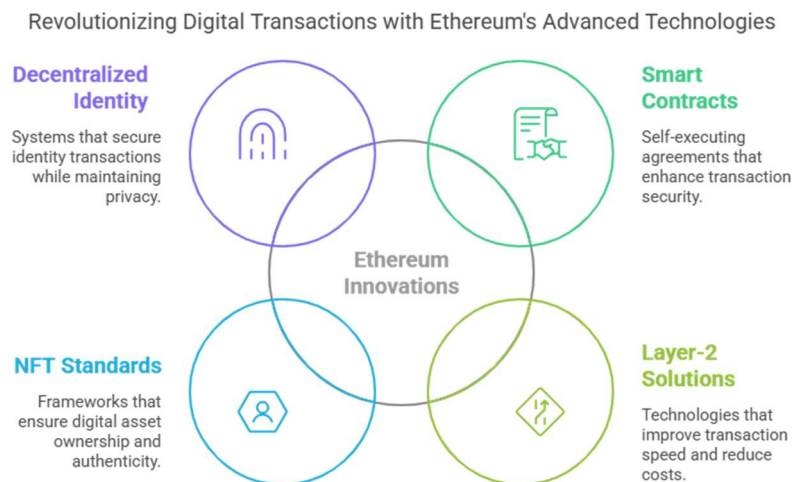 Revolutionizing Digital Transactions with Ethereum's Advanced Technologies
Decentralized
Identity
Systems that secure
identity transactions
while maintaining
privacy.
Smart
Contracts
Self-executing
agreements that
enhance transaction
security.
Ethereum
Innovations
NFT Standards
Frameworks that
ensure digital asset
ownership and
authenticity.
Layer-2
Solutions
Technologies that
improve transaction
speed and reduce
costs.